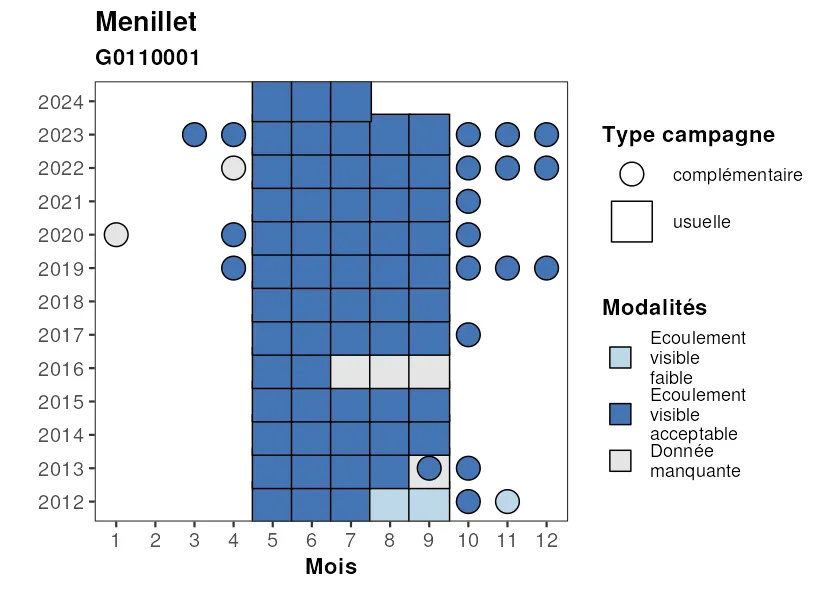 Menillet
G0110001
2024
2023
2022
2021
2020
2019
2018
2017
2016
2015
2014
2013
2012
1 2 3 4 5 6 7 8 9 10 11 12
Mois
Type campagne
complémentaire
usuelle
Modalités
Ecoulement
visible
faible
Ecoulement
visible
acceptable
Donnée
manquante